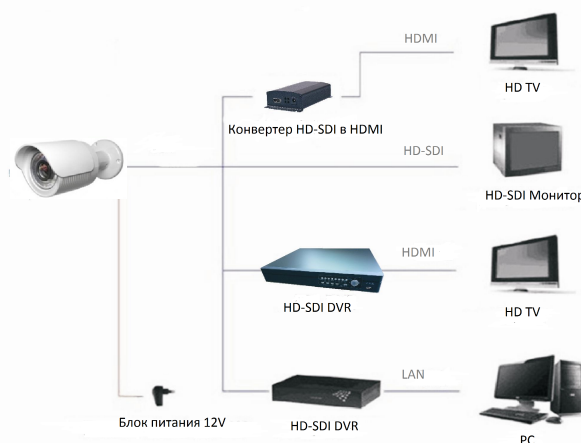 HDMI
HD TV
Конвертер HD-SDI в HDMI
HD-SDI
HD-SDI Монитор
HDMI
HD-SDI DVR
HD TV
LAN
Блок питания 12V
HD-SDI DVR
PC